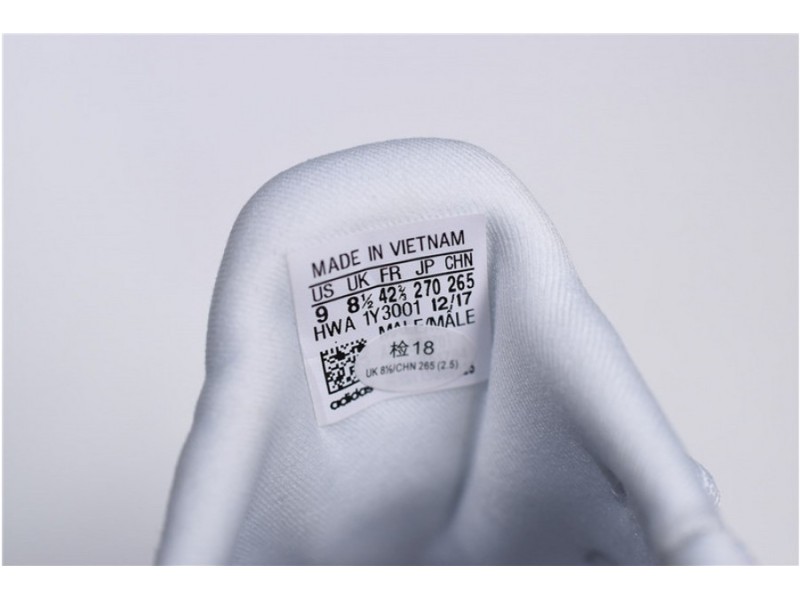 MADE IN VIETNAM
US UK FR JP CHN
9 8½ 42⅔ 270 265
HWA 1Y3001 12/17
MALE/MÂLE
检18
UK 8½/CHN 265 (2.5)
adidas